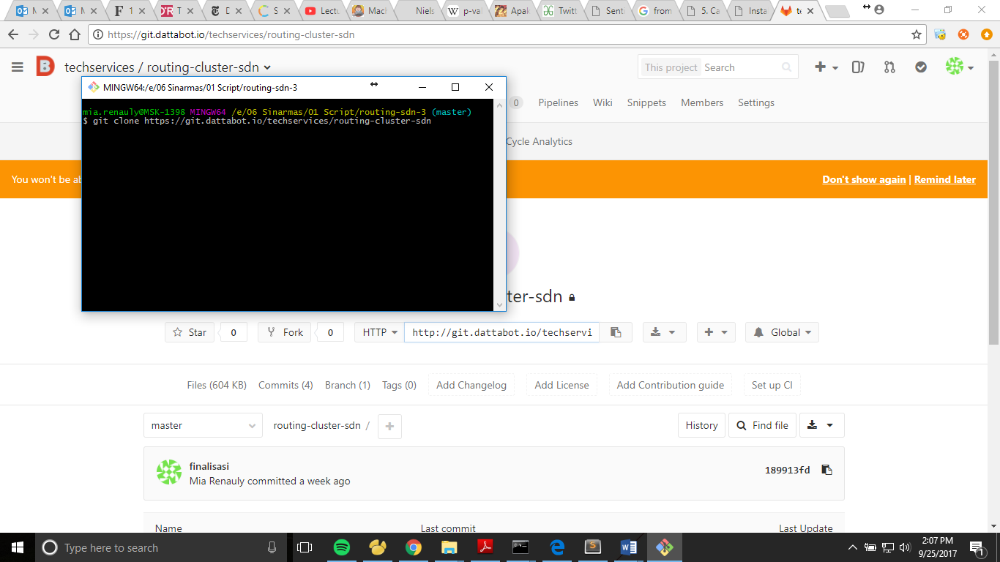 N
M
F
1
T
D
S
Lectu
Mach
Niels
W p-val
Apak
Twitt
Senti
from
5. Ca
Insta
te
https://git.dattabot.io/techservices/routing-cluster-sdn
techservices / routing-cluster-sdn
This project Search
MINGW64:/e/06 Sinarmas/01 Script/routing-sdn-3
mia.renauly@MSK-1398 MINGW64 /e/06 Sinarmas/01 Script/routing-sdn-3 (master)
$ git clone https://git.dattabot.io/techservices/routing-cluster-sdn
0 Pipelines Wiki Snippets Members Settings
Cycle Analytics
You won't be ab
Don't show again | Remind later
ter-sdn
Star 0 Fork 0 HTTP http://git.dattabot.io/techservi Global
Files (604 KB) Commits (4) Branch (1) Tags (0) Add Changelog Add License Add Contribution guide Set up CI
master routing-cluster-sdn / + History Find file
finalisasi
Mia Renauly committed a week ago
189913fd
Name Last commit Last Update
Type here to search
2:07 PM
9/25/2017
1